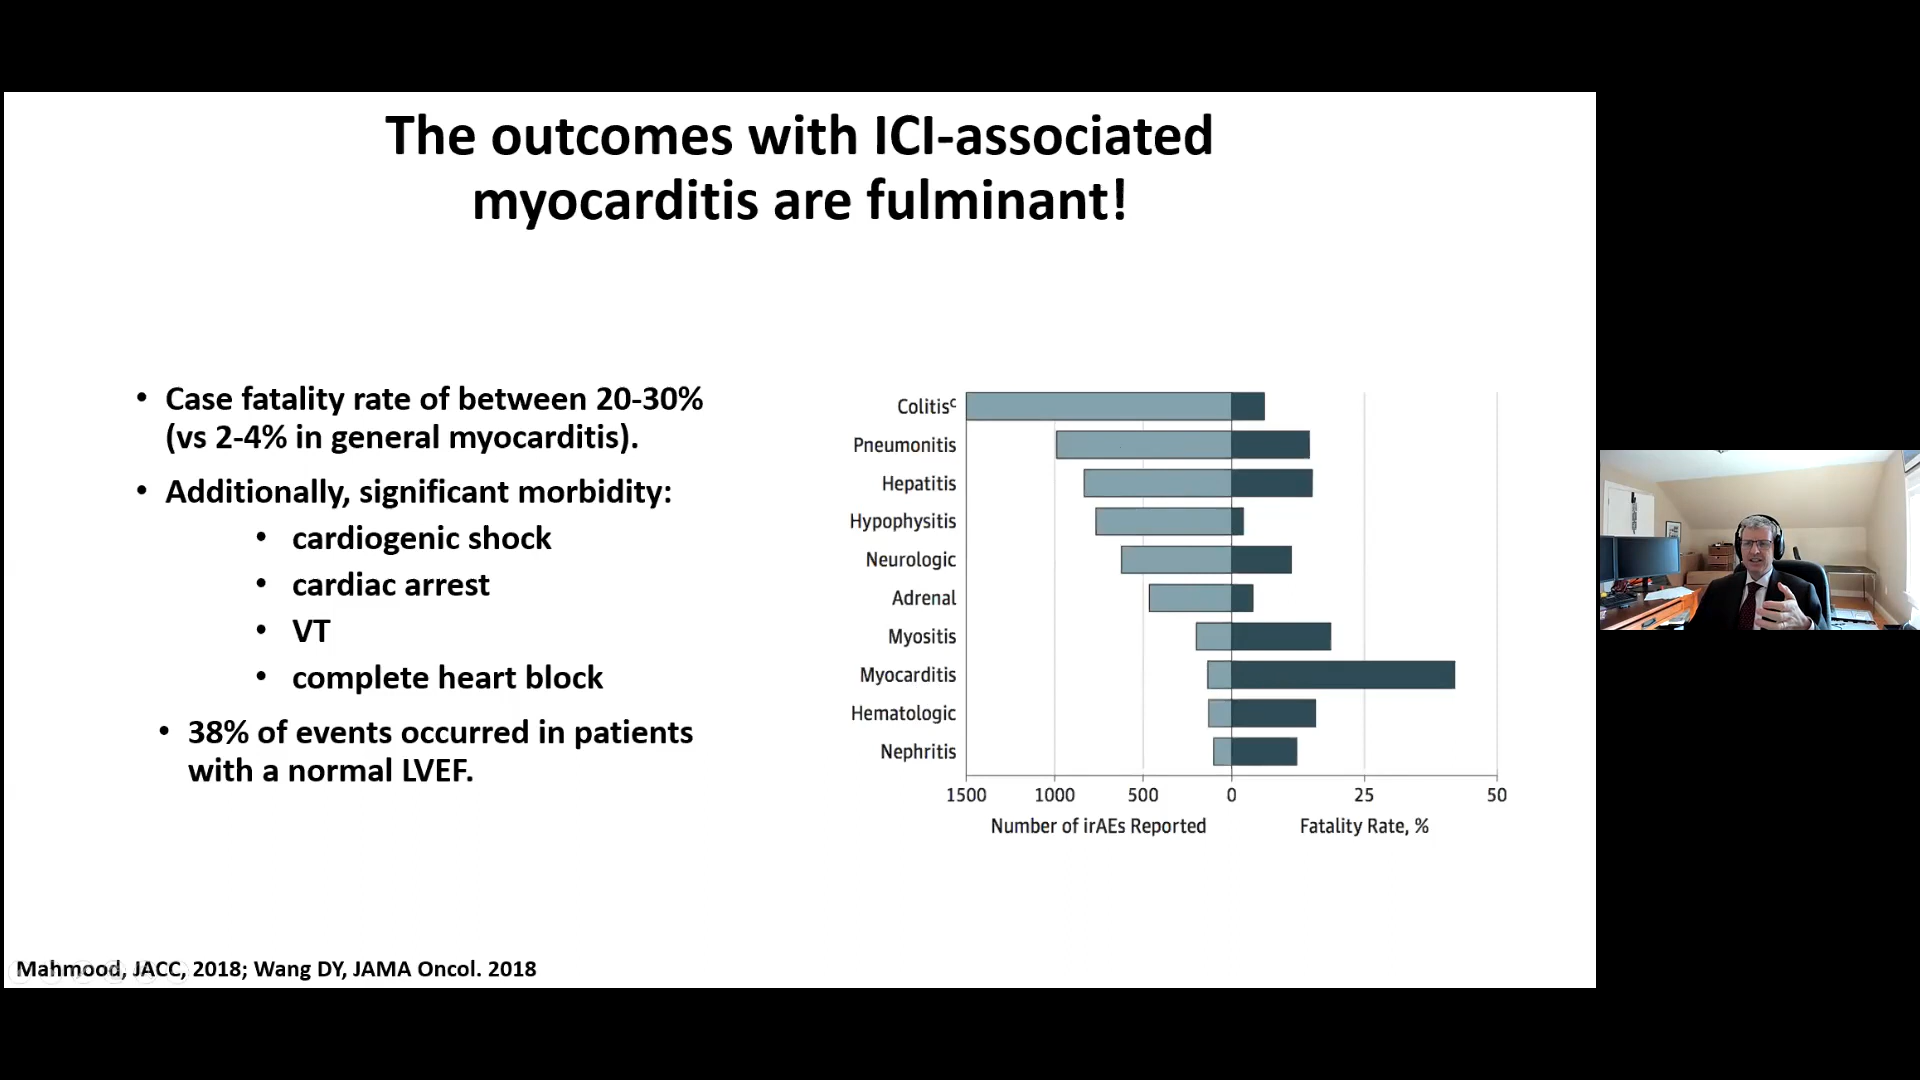 The outcomes with ICI-associated
myocarditis are fulminant!
• Case fatality rate of between 20-30%
(vs 2-4% in general myocarditis).
• Additionally, significant morbidity:
• cardiogenic shock
• cardiac arrest
• VT
• complete heart block
• 38% of events occurred in patients
with a normal LVEF.
Colitisᶜ
Pneumonitis
Hepatitis
Hypophysitis
Neurologic
Adrenal
Myositis
Myocarditis
Hematologic
Nephritis
1500 1000 500 0 25 50
Number of irAEs Reported Fatality Rate, %
Mahmood, JACC, 2018; Wang DY, JAMA Oncol. 2018